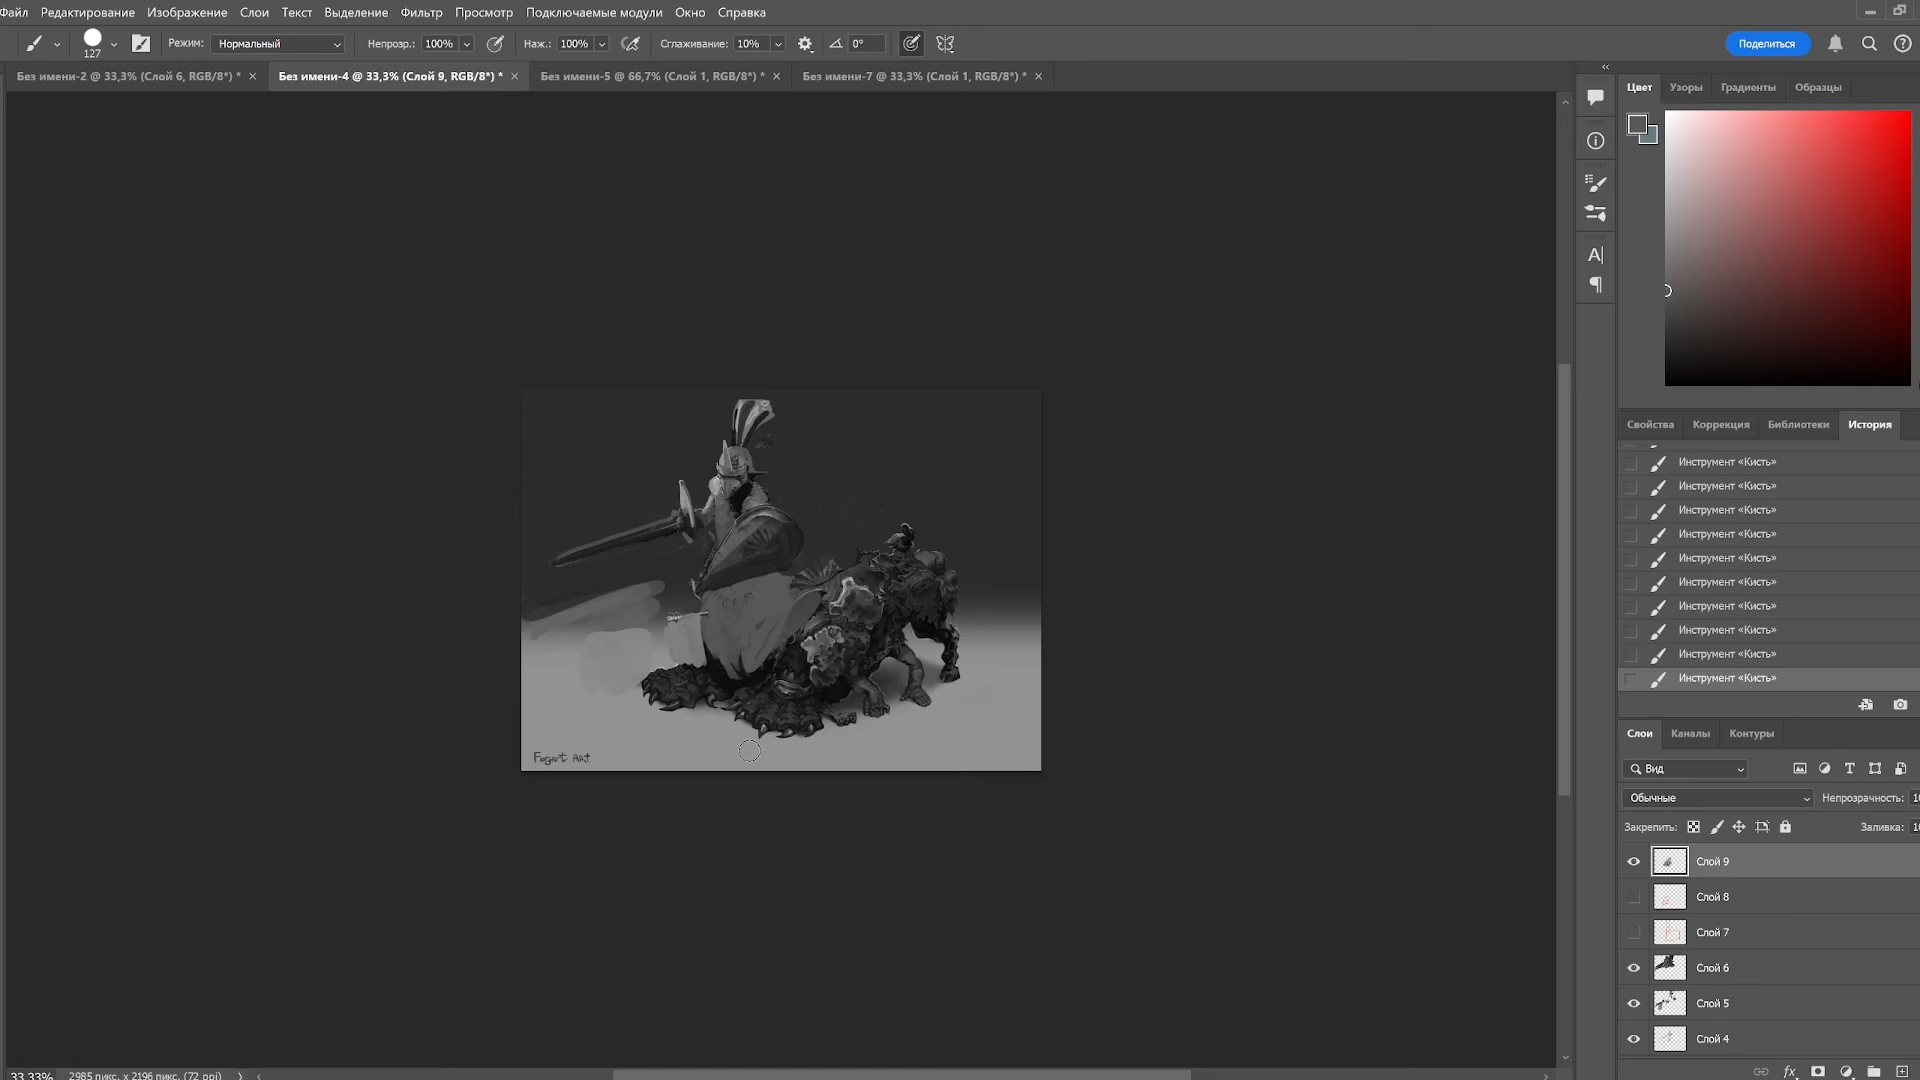 Файл Редактирование Изображение Слои Текст Выделение Фильтр Просмотр Подключаемые модули Окно Справка
127 Режим: Нормальный Непрозр.: 100% Наж.: 100% Сглаживание: 10% 0° Поделиться
Без имени-2 @ 33,3% (Слой 6, RGB/8*) * Без имени-4 @ 33,3% (Слой 9, RGB/8*) * Без имени-5 @ 66,7% (Слой 1, RGB/8*) * Без имени-7 @ 33,3% (Слой 1, RGB/8*) *
Цвет Узоры Градиенты Образцы
Свойства Коррекция Библиотеки История
Инструмент «Кисть»
Инструмент «Кисть»
Инструмент «Кисть»
Инструмент «Кисть»
Инструмент «Кисть»
Инструмент «Кисть»
Инструмент «Кисть»
Инструмент «Кисть»
Инструмент «Кисть»
Инструмент «Кисть»
Слои Каналы Контуры
Вид
Обычные Непрозрачность: 10
Закрепить: Заливка: 10
Слой 9
Слой 8
Слой 7
Слой 6
Слой 5
Слой 4
Fogart Art
33,33% 2985 пикс. x 2196 пикс. (72 ppi)